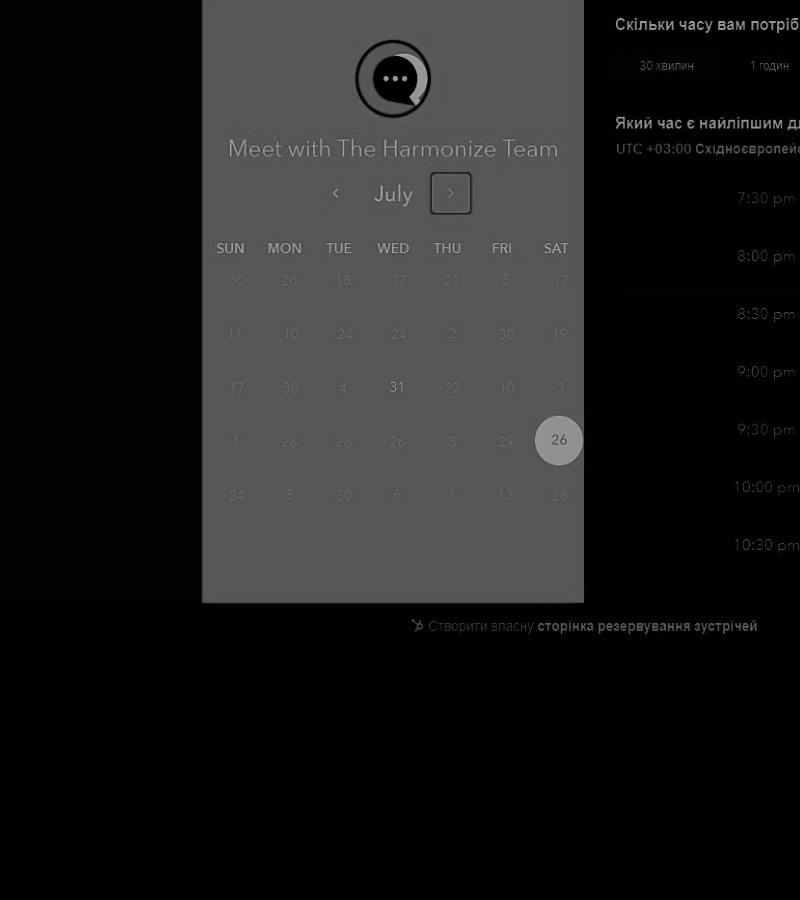 Meet with The Harmonize Team
July
SUN MON TUE WED THU FRI SAT
30 28 18 17 21 8 17
11 10 24 24 2 30 19
17 30 4 31 22 10 3
1 28 28 26 3 29 26
24 8 30 6 1 13 28
Скільки часу вам потріб
30 хвилин 1 годин
Який час є найліпшим д
UTC +03:00 Східноєвропейс
7:30 pm
8:00 pm
8:30 pm
9:00 pm
9:30 pm
10:00 pm
10:30 pm
Створити власну сторінка резервування зустрічей